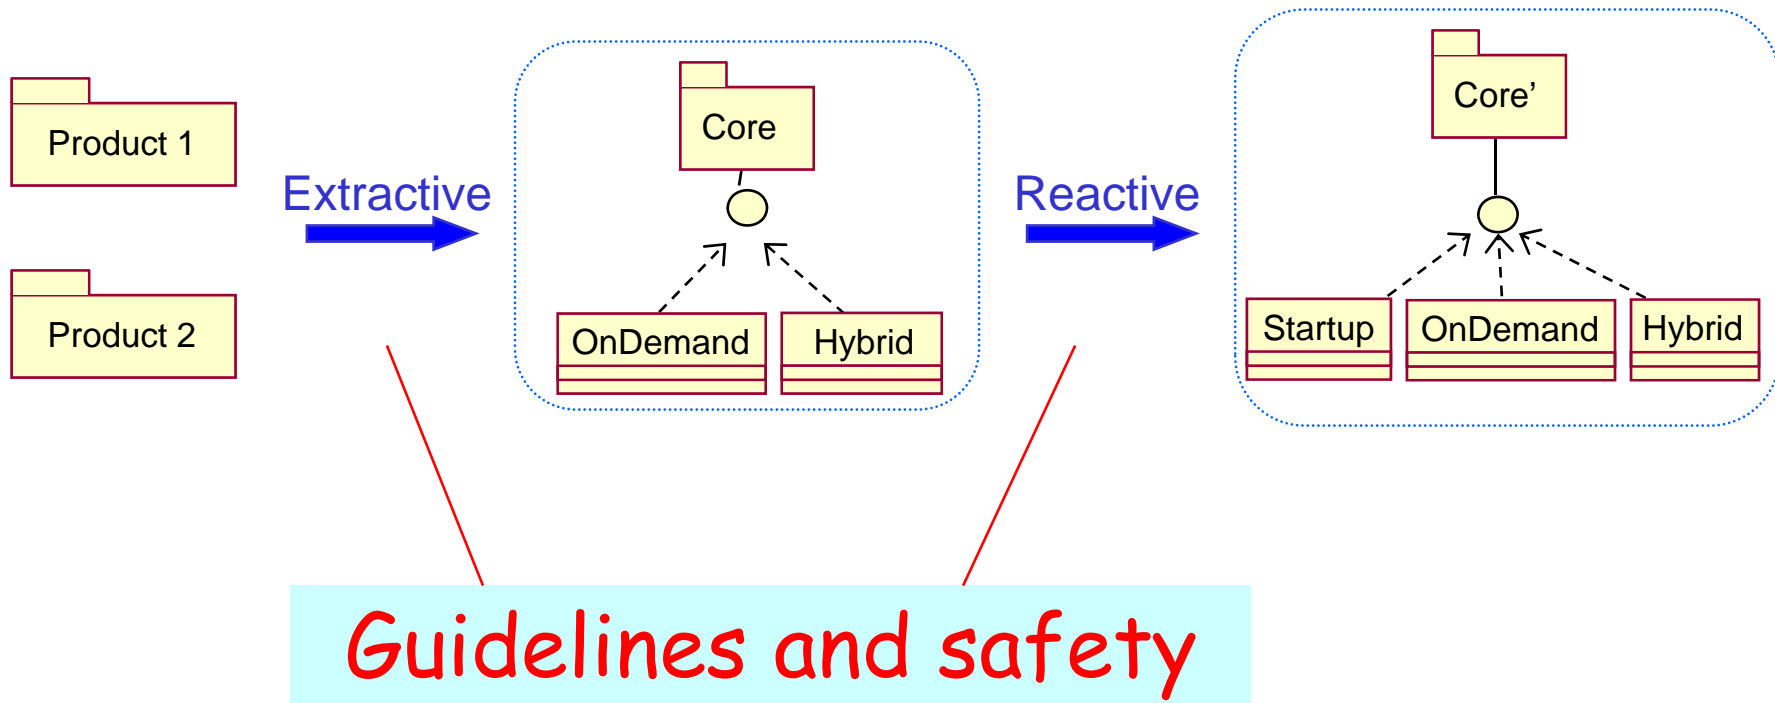 Product 1
Product 2
Extractive
Core
OnDemand
Hybrid
Reactive
Core’
Startup
OnDemand
Hybrid
Guidelines and safety